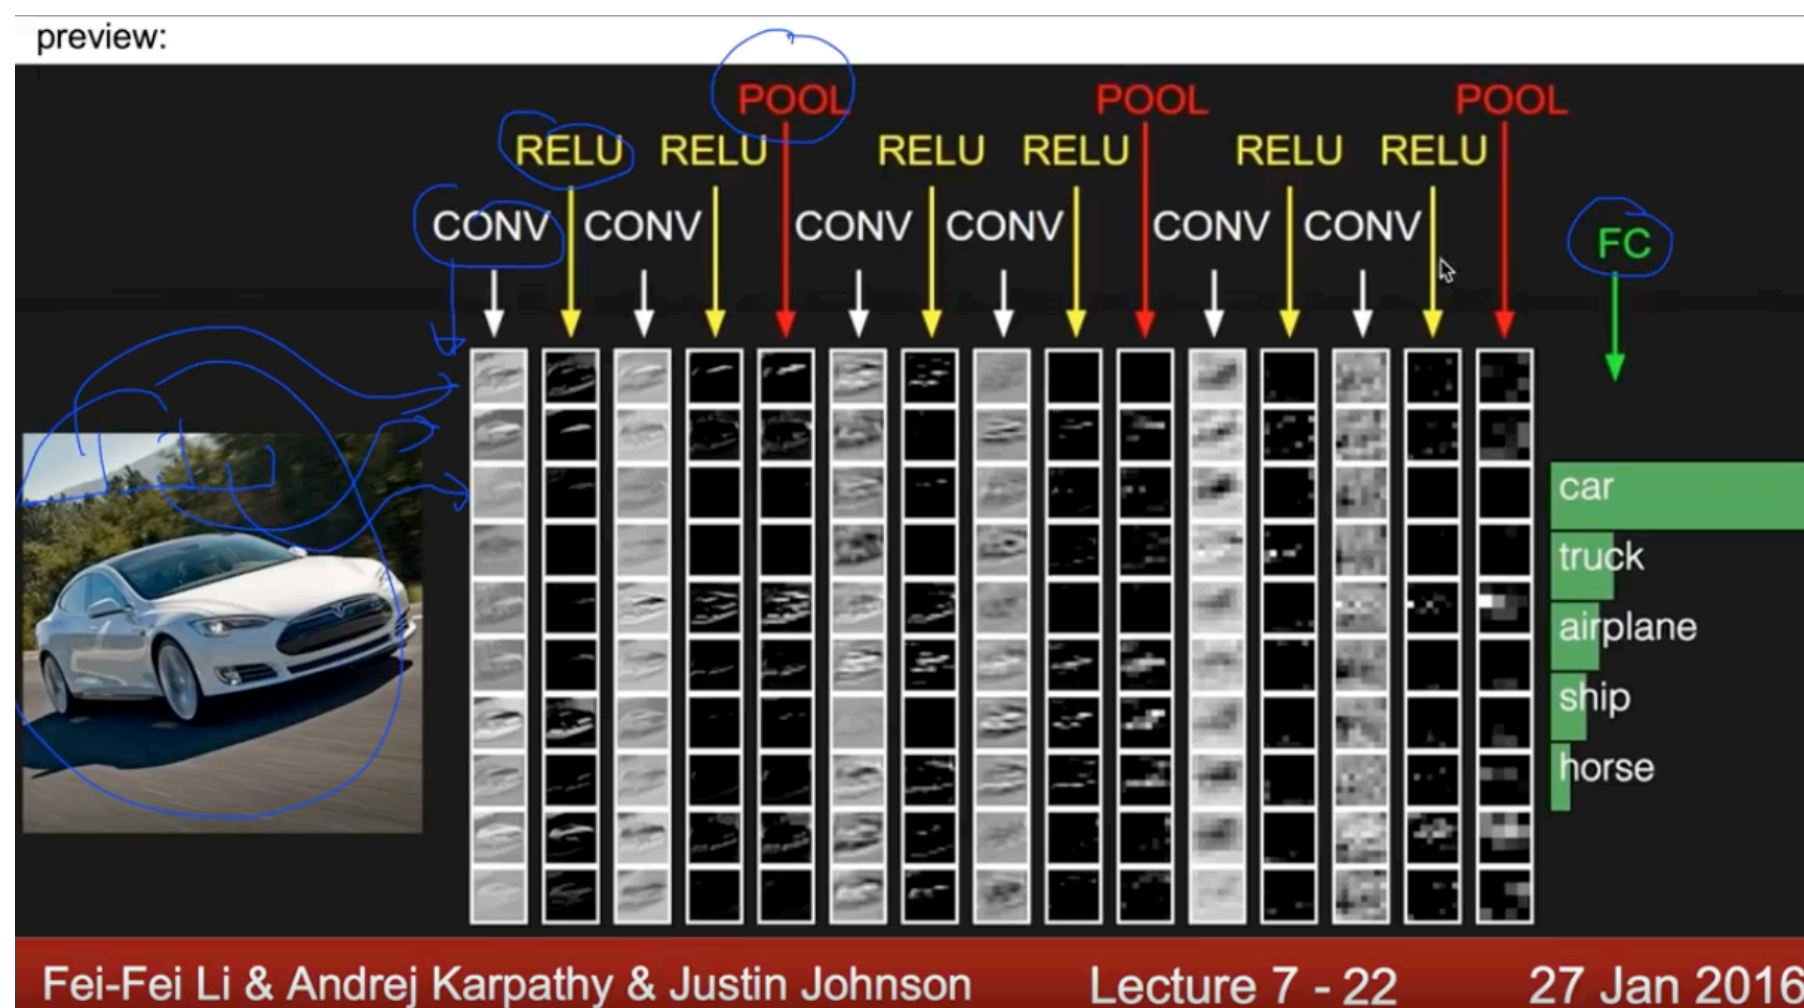 preview:
POOL POOL POOL
RELU RELU RELU RELU RELU RELU
CONV CONV CONV CONV CONV CONV
FC
car
truck
airplane
ship
horse
Fei-Fei Li & Andrej Karpathy & Justin Johnson Lecture 7 - 22 27 Jan 2016